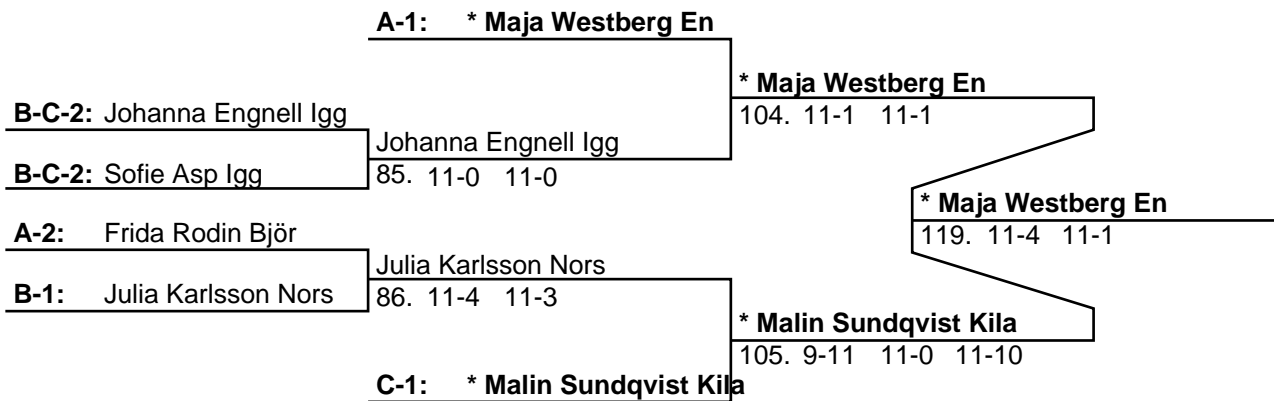 A-1: * Maja Westberg En
* Maja Westberg En
104. 11-1 11-1
B-C-2: Johanna Engnell Igg
Johanna Engnell Igg
B-C-2: Sofie Asp Igg
85. 11-0 11-0
* Maja Westberg En
119. 11-4 11-1
A-2: Frida Rodin Björ
Julia Karlsson Nors
B-1: Julia Karlsson Nors
86. 11-4 11-3
* Malin Sundqvist Kila
105. 9-11 11-0 11-10
C-1: * Malin Sundqvist Kila